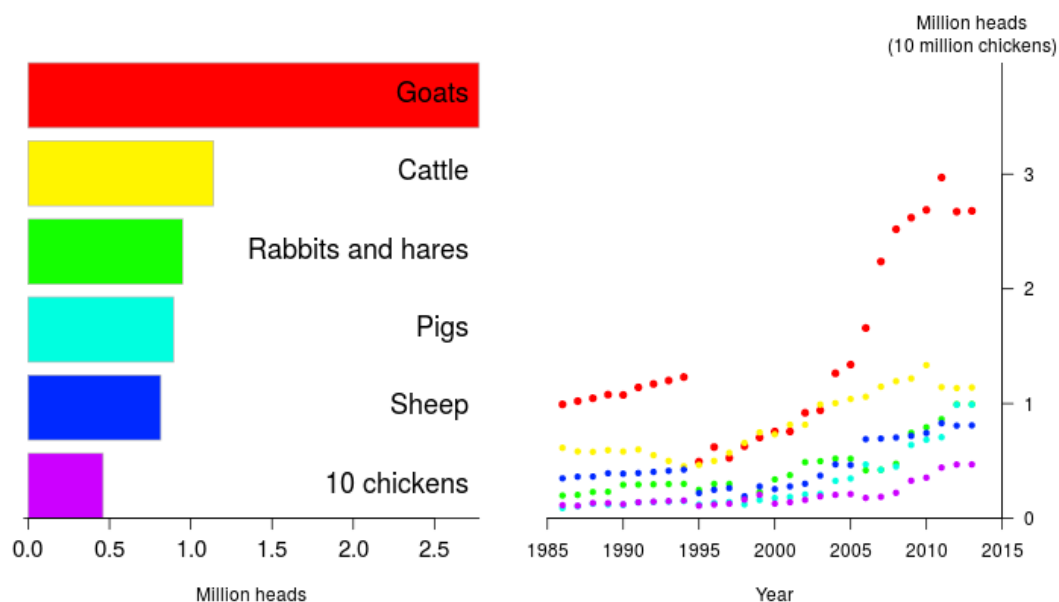 Goats
Cattle
Rabbits and hares
Pigs
Sheep
10 chickens
0.0 0.5 1.0 1.5 2.0 2.5
Million heads
Million heads
(10 million chickens)
3
2
1
0
1985 1990 1995 2000 2005 2010 2015
Year